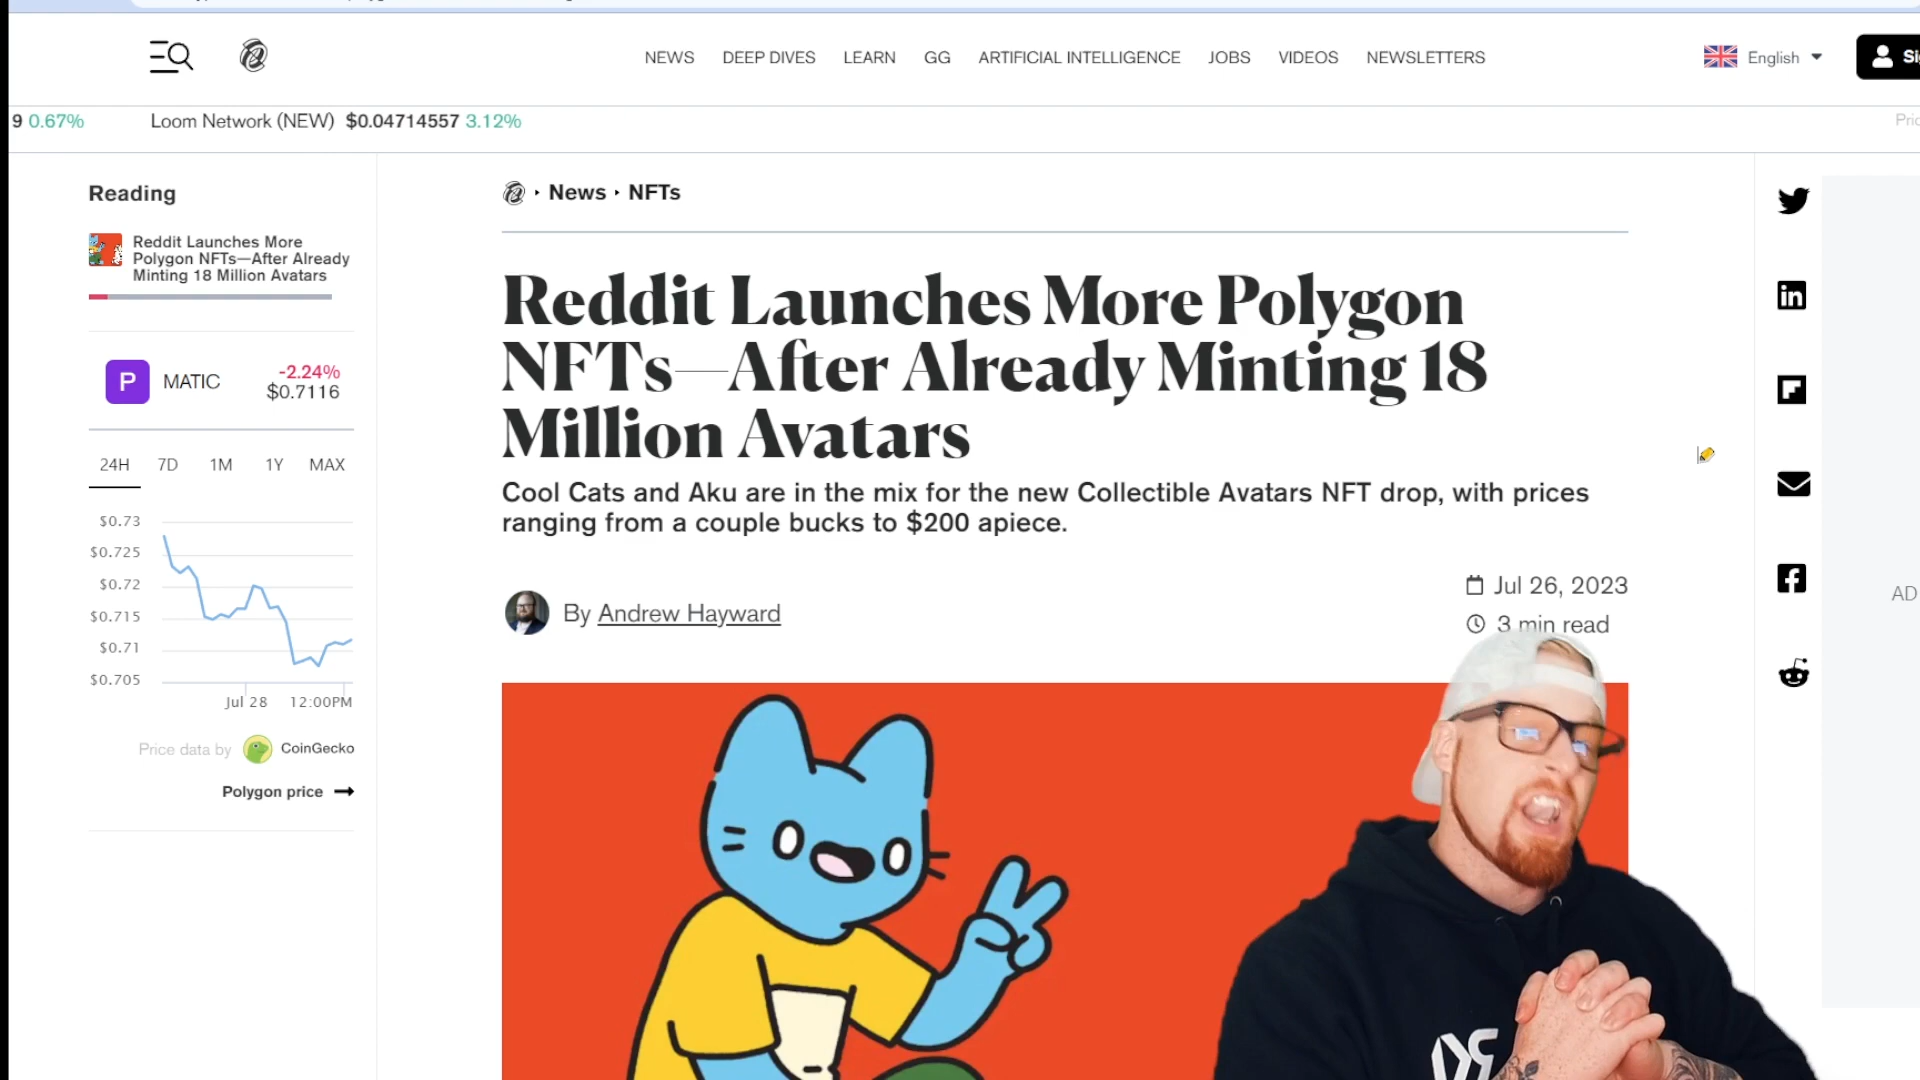 NEWS DEEP DIVES LEARN GG ARTIFICIAL INTELLIGENCE JOBS VIDEOS NEWSLETTERS
English
9 0.67% Loom Network (NEW) $0.04714557 3.12%
Reading
Reddit Launches More
Polygon NFTs—After Already
Minting 18 Million Avatars
P MATIC -2.24%
$0.7116
24H 7D 1M 1Y MAX
$0.73
$0.725
$0.72
$0.715
$0.71
$0.705
Jul 28 12:00PM
Price data by CoinGecko
Polygon price
News NFTs
Reddit Launches More Polygon
NFTs—After Already Minting 18
Million Avatars
Cool Cats and Aku are in the mix for the new Collectible Avatars NFT drop, with prices
ranging from a couple bucks to $200 apiece.
By Andrew Hayward
Jul 26, 2023
3 min read
AD